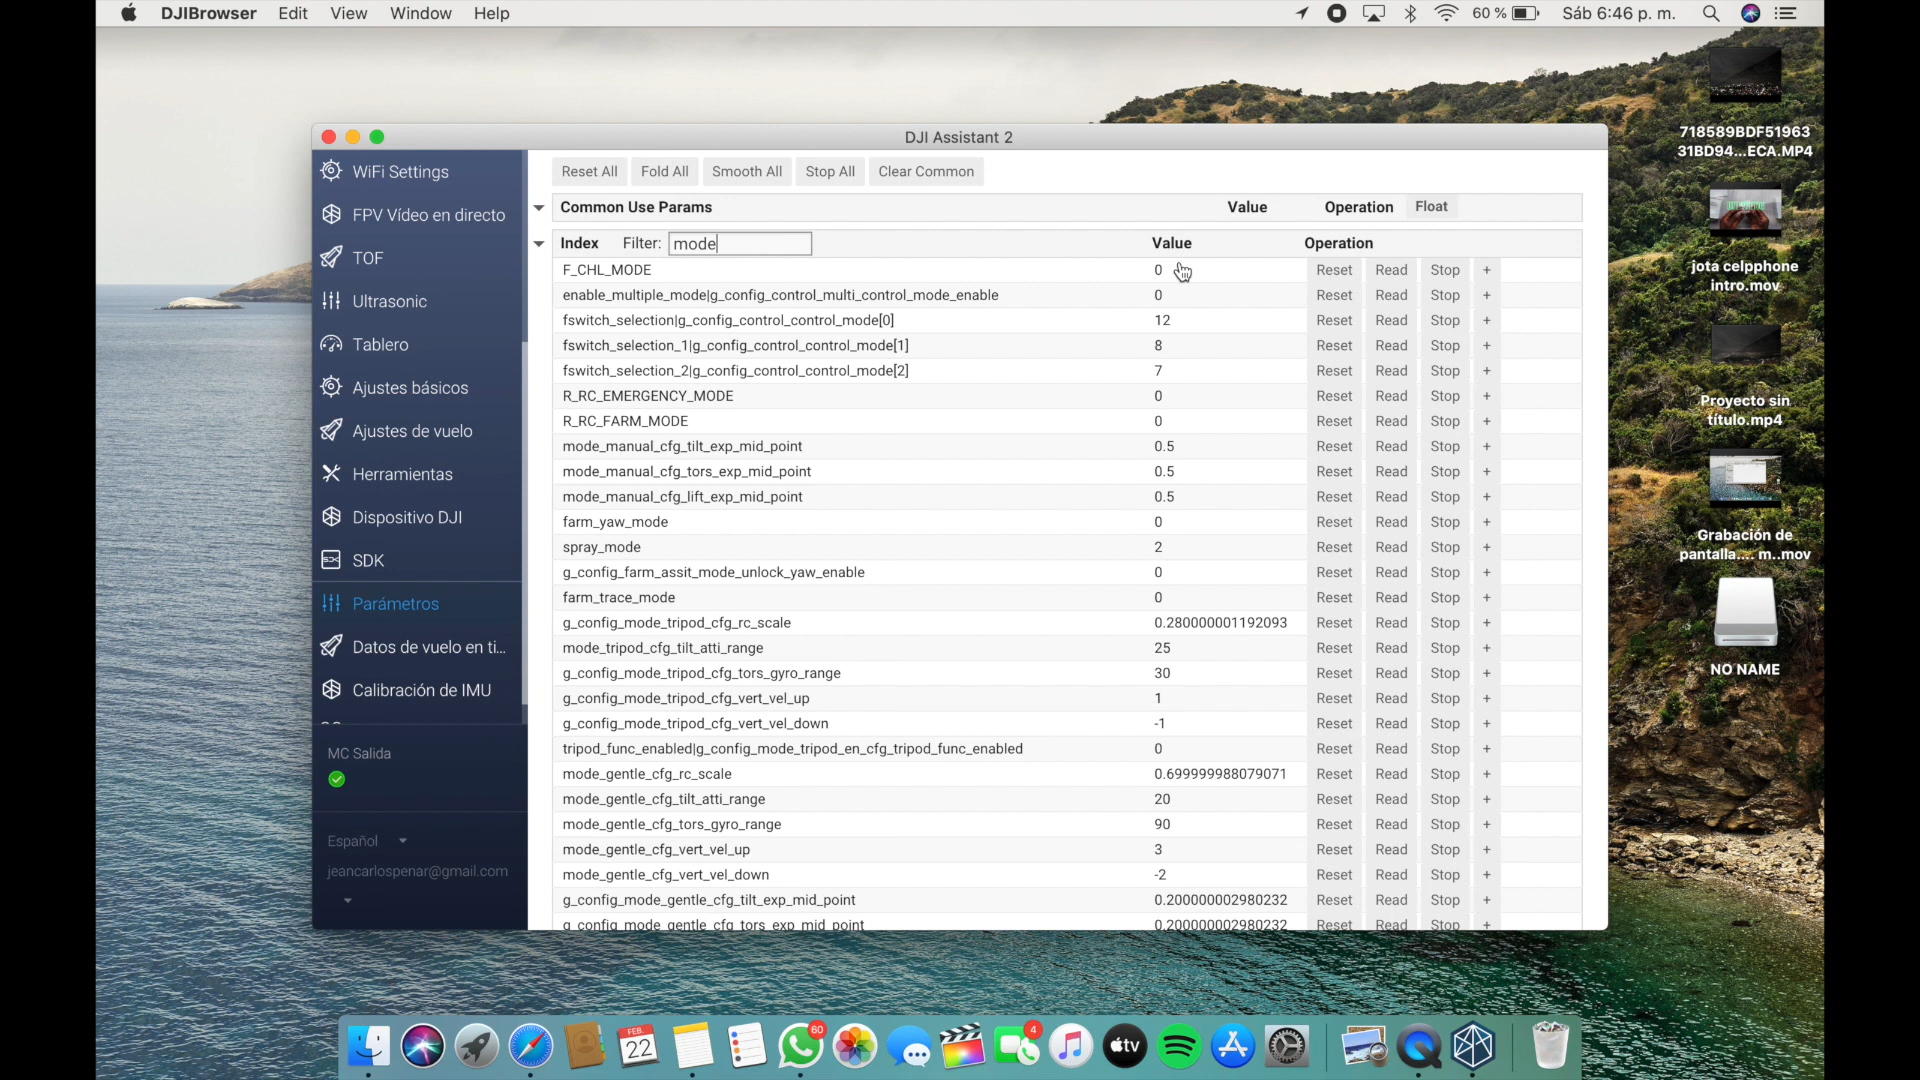 DJIBrowser Edit View Window Help
60 % Sáb 6:46 p. m.
718589BDF51963
31BD94...ECA.MP4
jota celpphone
intro.mov
Proyecto sin
título.mp4
Grabación de
pantalla.... m..mov
NO NAME
DJI Assistant 2
WiFi Settings
FPV Vídeo en directo
TOF
Ultrasonic
Tablero
Ajustes básicos
Ajustes de vuelo
Herramientas
Dispositivo DJI
SDK
Parámetros
Datos de vuelo en ti...
Calibración de IMU
MC Salida
Español
jeancarlospenar@gmail.com
Reset All Fold All Smooth All Stop All Clear Common
Common Use Params Value Operation Float
Index Filter: mode Value Operation
F_CHL_MODE 0 Reset Read Stop +
enable_multiple_mode|g_config_control_multi_control_mode_enable 0 Reset Read Stop +
fswitch_selection|g_config_control_control_mode[0] 12 Reset Read Stop +
fswitch_selection_1|g_config_control_control_mode[1] 8 Reset Read Stop +
fswitch_selection_2|g_config_control_control_mode[2] 7 Reset Read Stop +
R_RC_EMERGENCY_MODE 0 Reset Read Stop +
R_RC_FARM_MODE 0 Reset Read Stop +
mode_manual_cfg_tilt_exp_mid_point 0.5 Reset Read Stop +
mode_manual_cfg_tors_exp_mid_point 0.5 Reset Read Stop +
mode_manual_cfg_lift_exp_mid_point 0.5 Reset Read Stop +
farm_yaw_mode 0 Reset Read Stop +
spray_mode 2 Reset Read Stop +
g_config_farm_assit_mode_unlock_yaw_enable 0 Reset Read Stop +
farm_trace_mode 0 Reset Read Stop +
g_config_mode_tripod_cfg_rc_scale 0.280000001192093 Reset Read Stop +
mode_tripod_cfg_tilt_atti_range 25 Reset Read Stop +
g_config_mode_tripod_cfg_tors_gyro_range 30 Reset Read Stop +
g_config_mode_tripod_cfg_vert_vel_up 1 Reset Read Stop +
g_config_mode_tripod_cfg_vert_vel_down -1 Reset Read Stop +
tripod_func_enabled|g_config_mode_tripod_en_cfg_tripod_func_enabled 0 Reset Read Stop +
mode_gentle_cfg_rc_scale 0.699999988079071 Reset Read Stop +
mode_gentle_cfg_tilt_atti_range 20 Reset Read Stop +
mode_gentle_cfg_tors_gyro_range 90 Reset Read Stop +
mode_gentle_cfg_vert_vel_up 3 Reset Read Stop +
mode_gentle_cfg_vert_vel_down -2 Reset Read Stop +
g_config_mode_gentle_cfg_tilt_exp_mid_point 0.200000002980232 Reset Read Stop +
g_config_mode_gentle_cfg_tors_exp_mid_point 0.200000002980232 Reset Read Stop +
FEB.
22
60
4
tv